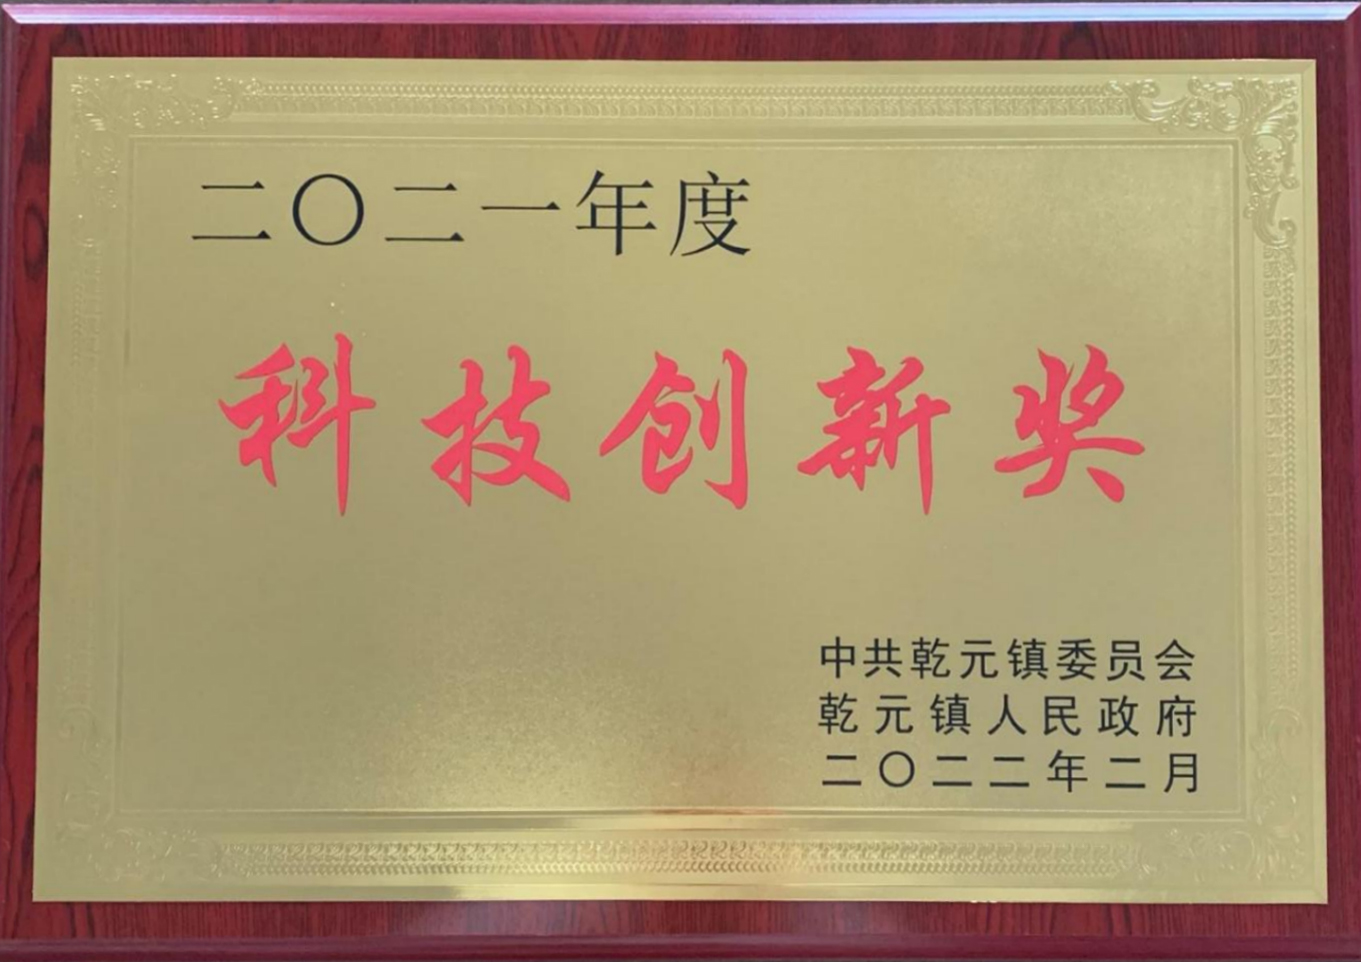 二〇二一年度
科技创新奖
中共乾元镇委员会
乾元镇人民政府
二〇二二年二月